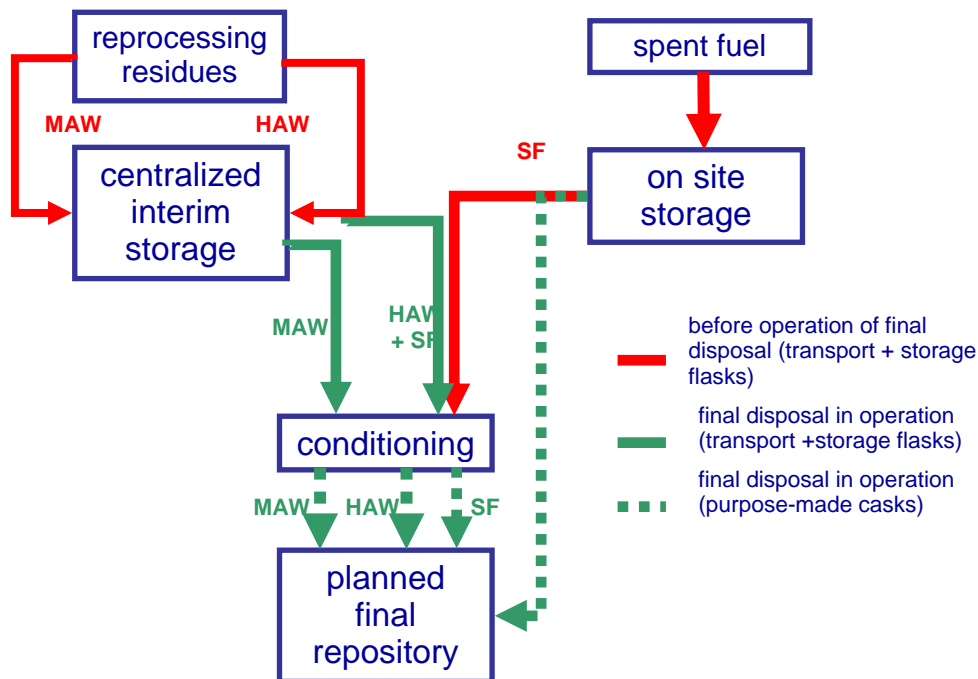 reprocessing
residues
spent fuel
MAW
HAW
SF
centralized
interim
storage
on site
storage
MAW
HAW
+ SF
before operation of final
disposal (transport + storage
flasks)
conditioning
final disposal in operation
(transport +storage flasks)
MAW
HAW
SF
final disposal in operation
(purpose-made casks)
planned
final
repository